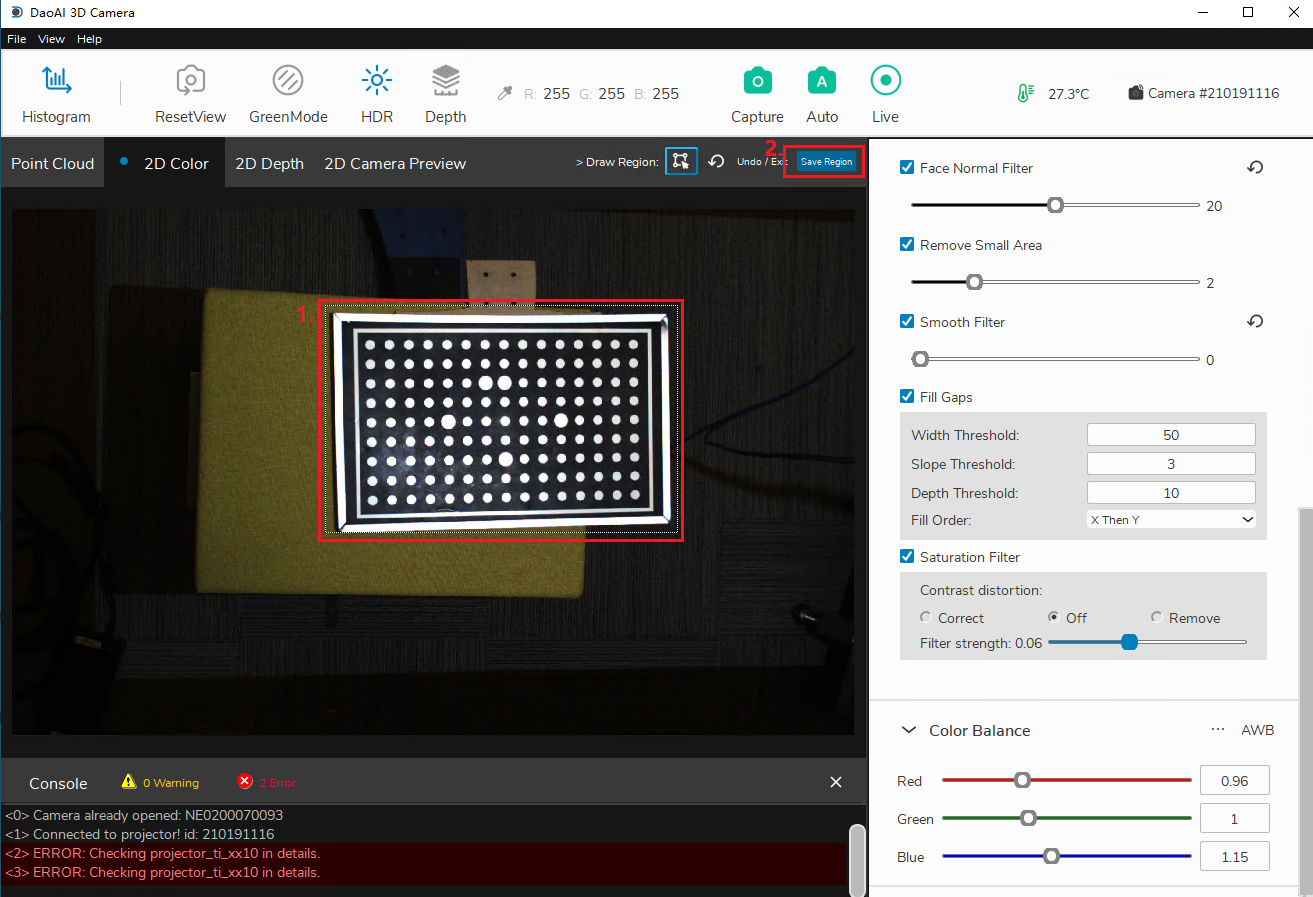 DaoAI 3D Camera
File View Help
Histogram ResetView GreenMode HDR Depth R: 255 G: 255 B: 255 Capture Auto Live 27.3°C Camera #210191116
Point Cloud 2D Color 2D Depth 2D Camera Preview > Draw Region: Undo / Ex 2. Save Region
1.
Face Normal Filter
20
Remove Small Area
2
Smooth Filter
0
Fill Gaps
Width Threshold: 50
Slope Threshold: 3
Depth Threshold: 10
Fill Order: X Then Y
Saturation Filter
Contrast distortion:
Correct Off Remove
Filter strength: 0.06
Color Balance ... AWB
Red 0.96
Green 1
Blue 1.15
Console 0 Warning 2 Error
<0> Camera already opened: NE0200070093
<1> Connected to projector! id: 210191116
<2> ERROR: Checking projector_ti_xx10 in details.
<3> ERROR: Checking projector_ti_xx10 in details.